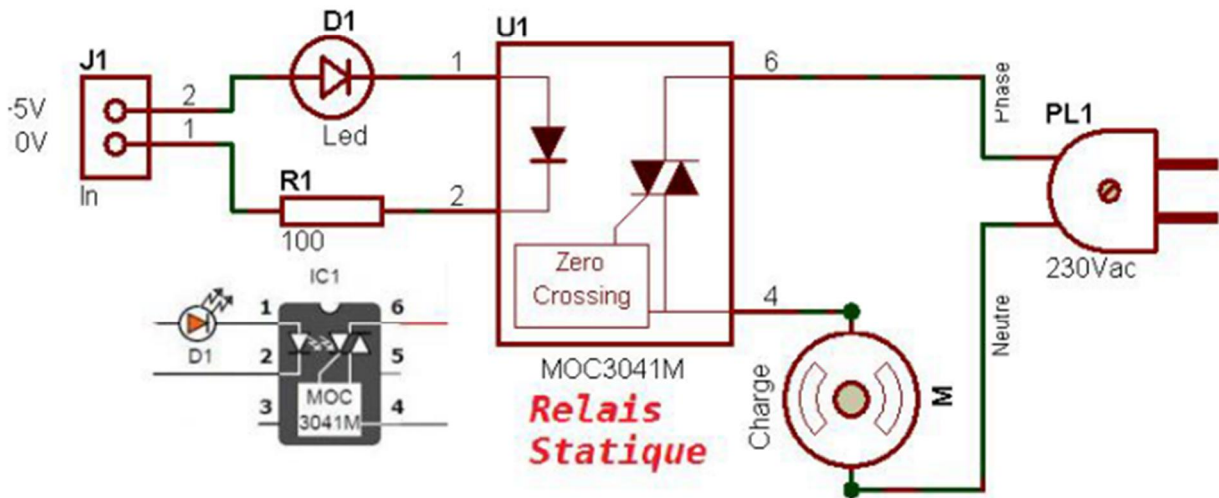 J1
-5V
0V
In
2
1
D1
Led
R1
100
1
2
U1
Zero
Crossing
MOC3041M
6
4
Relais
Statique
Phase
Neutre
PL1
230Vac
Charge
M
IC1
D1
1
2
3
6
5
4
MOC
3041M